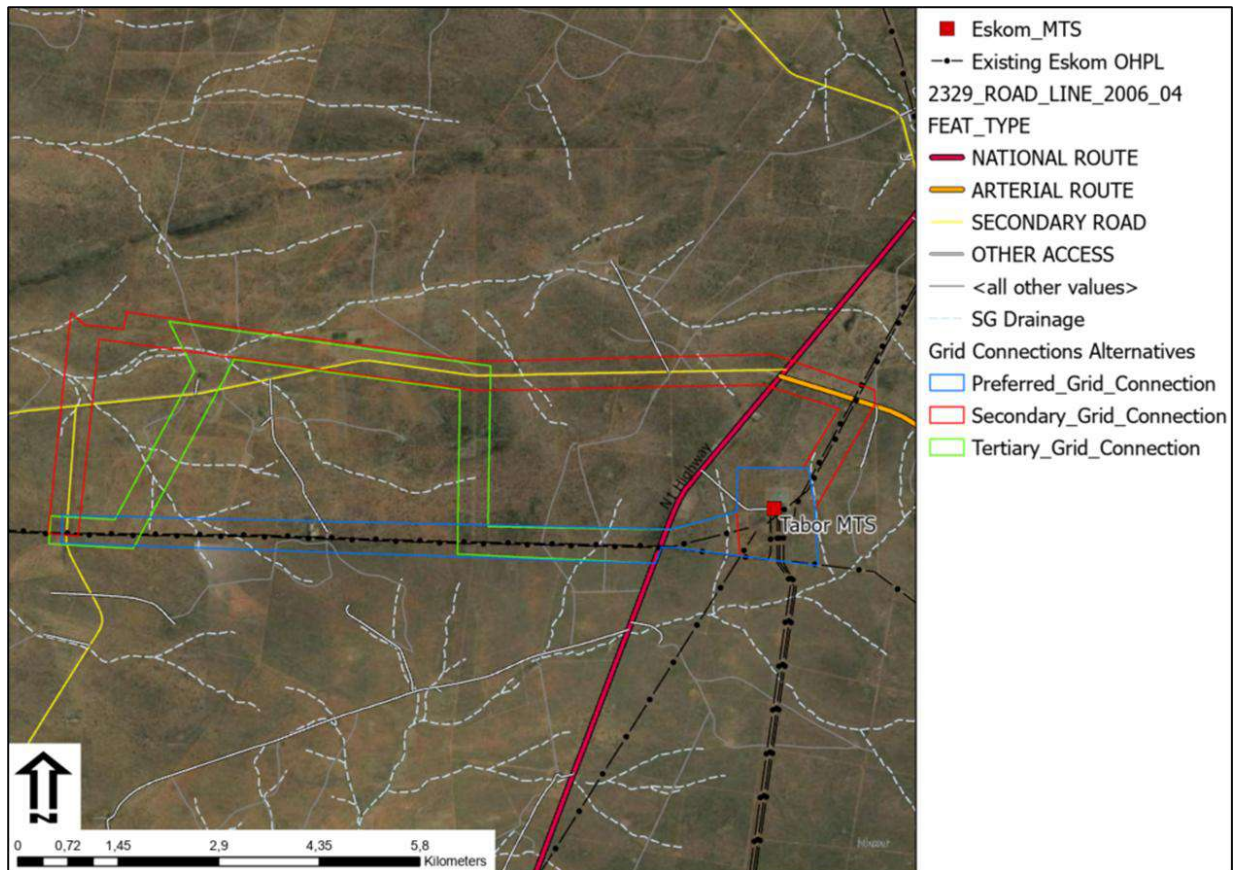 Eskom_MTS
Existing Eskom OHPL
2329_ROAD_LINE_2006_04
FEAT_TYPE
NATIONAL ROUTE
ARTERIAL ROUTE
SECONDARY ROAD
OTHER ACCESS
<all other values>
SG Drainage
Grid Connections Alternatives
Preferred_Grid_Connection
Secondary_Grid_Connection
Tertiary_Grid_Connection
N1 Highway
Tabor MTS
N
0 0,72 1,45 2,9 4,35 5,8
Kilometers